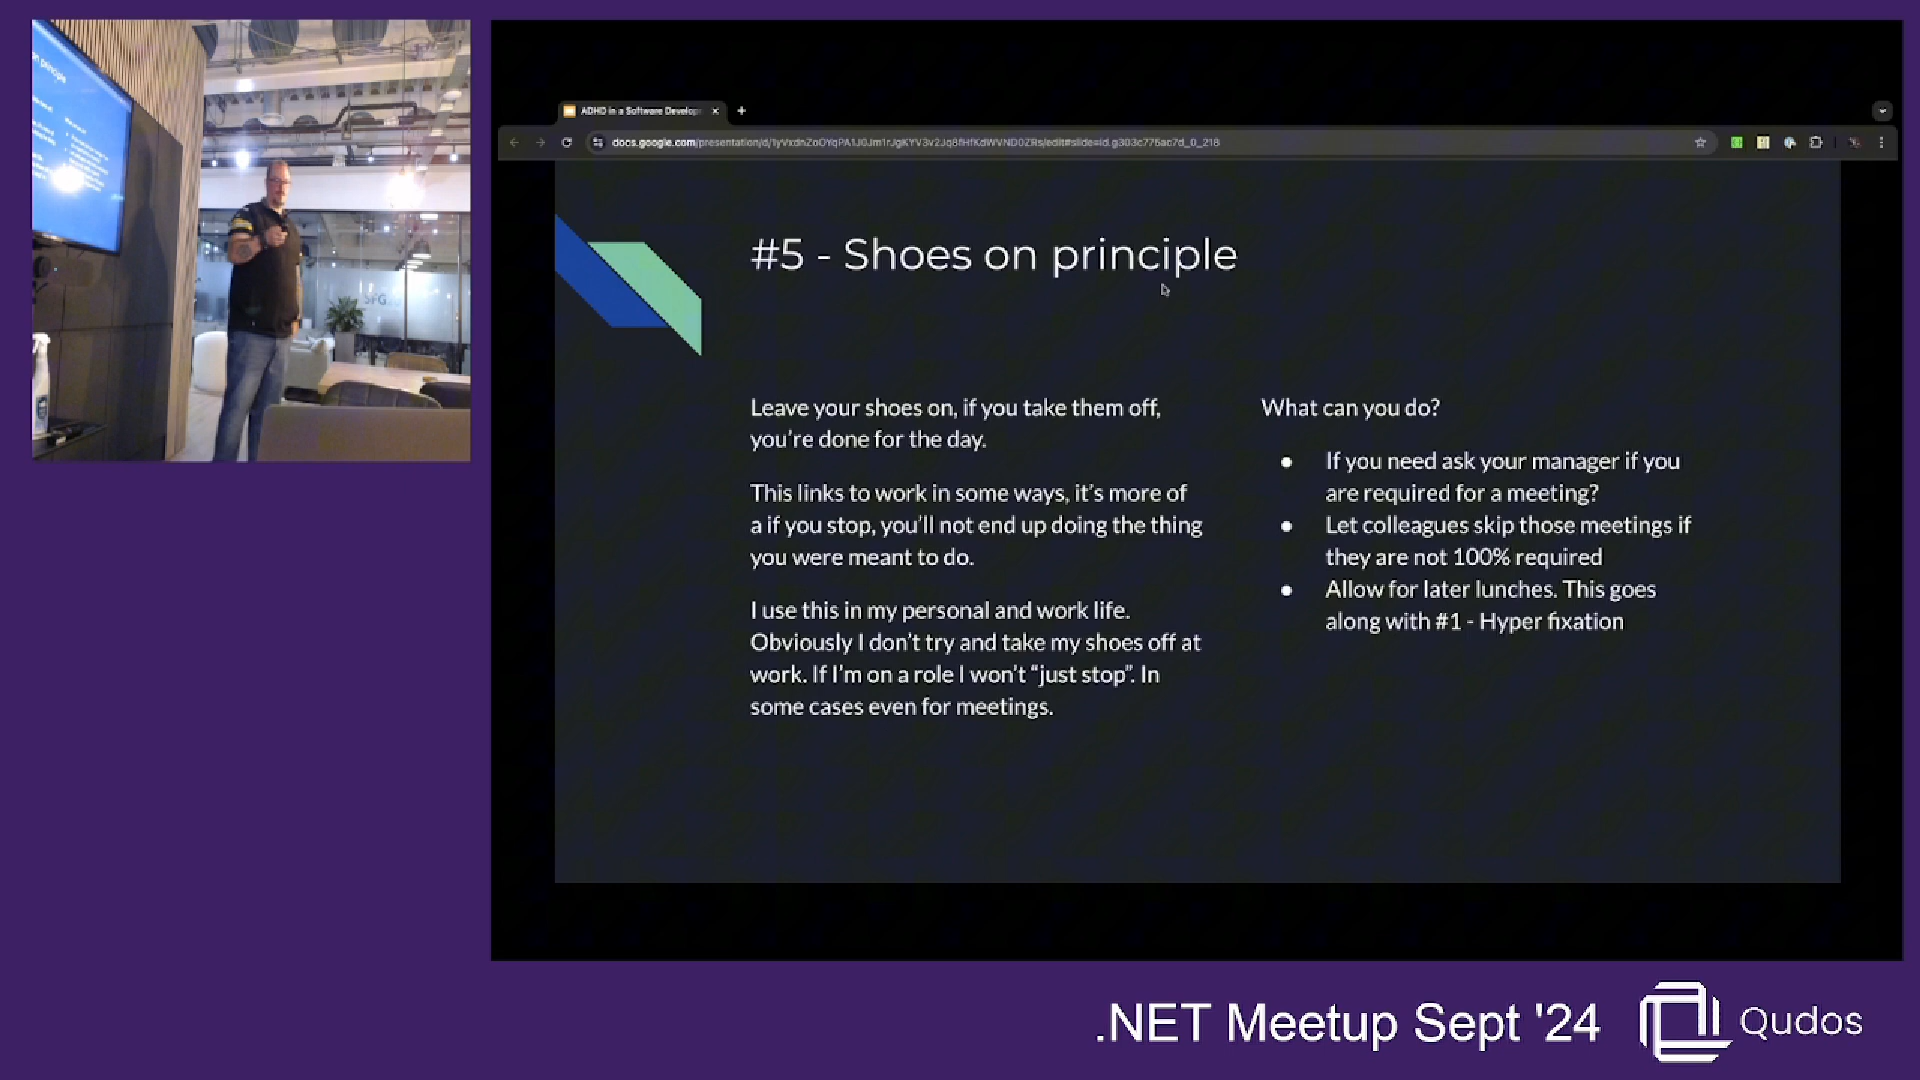 ADHD in a Software Develop
#5 - Shoes on principle
Leave your shoes on, if you take them off,
you're done for the day.
This links to work in some ways, it's more of
a if you stop, you'll not end up doing the thing
you were meant to do.
I use this in my personal and work life.
Obviously I don't try and take my shoes off at
work. If I'm on a role I won't “just stop”. In
some cases even for meetings.
What can you do?
If you need ask your manager if you
are required for a meeting?
Let colleagues skip those meetings if
they are not 100% required
Allow for later lunches. This goes
along with #1 - Hyper fixation
.NET Meetup Sept '24
Qudos